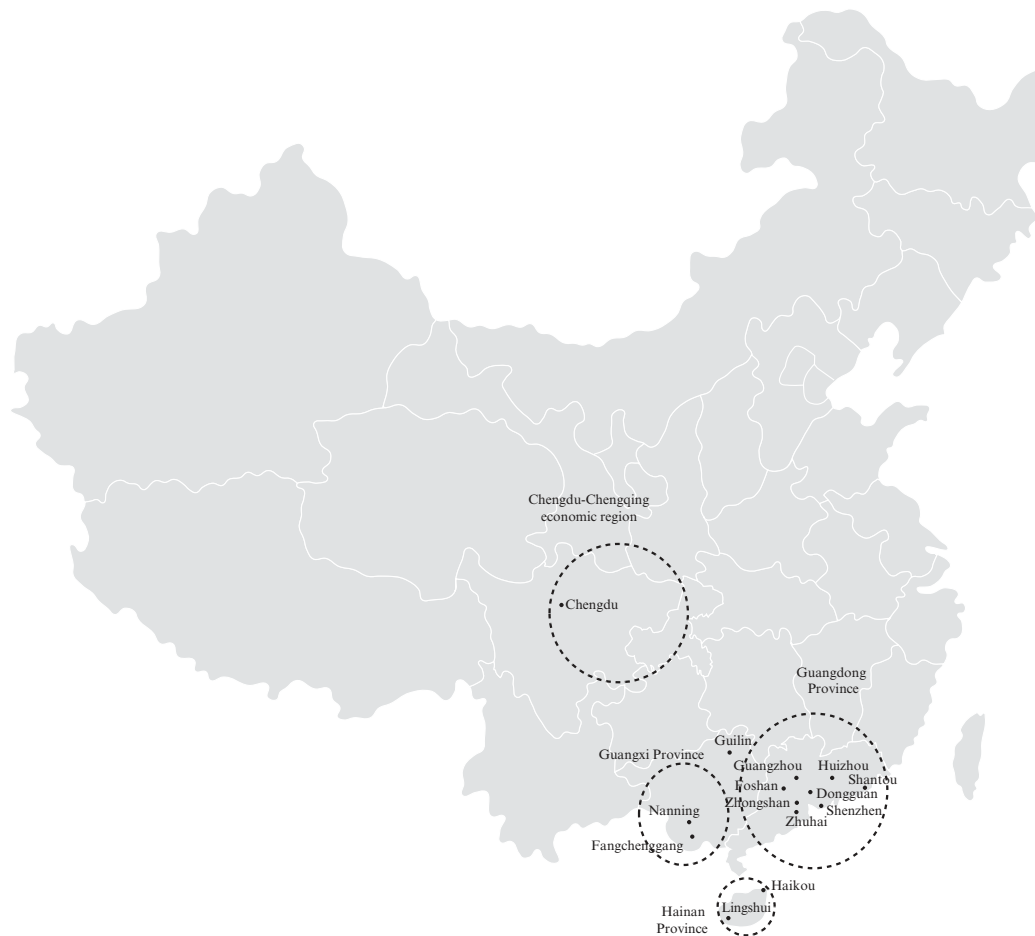 Chengdu-Chengqing
economic region
Chengdu
Guangdong
Province
Guilin
Guangxi Province
Guangzhou
Huizhou
Shantou
Foshan
Dongguan
Zhongshan
Shenzhen
Nanning
Zhuhai
Fangchenggang
Haikou
Lingshui
Hainan
Province